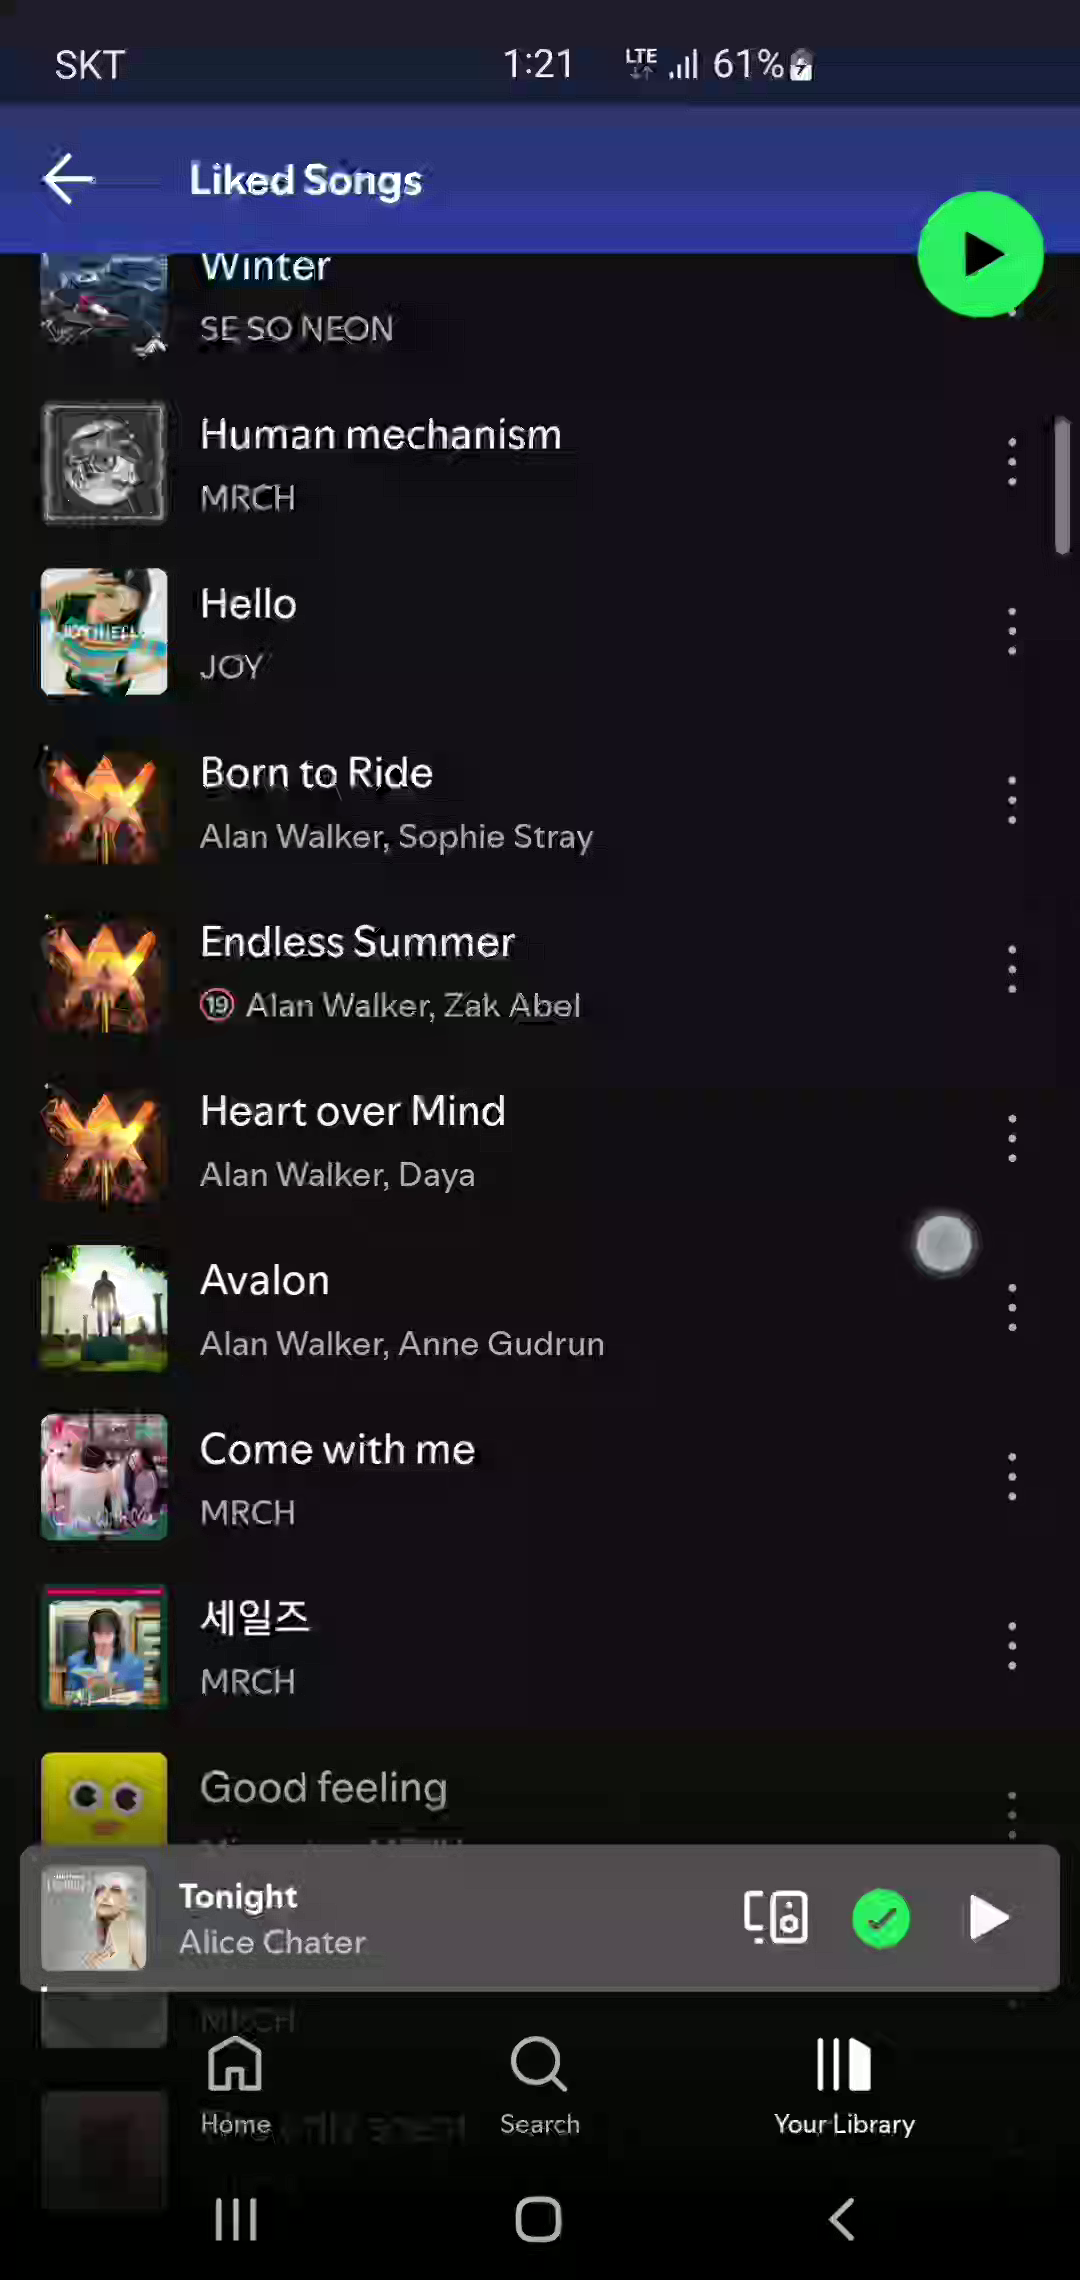 SKT
1:21 LTE 61%
Liked Songs
Winter
SE SO NEON
Human mechanism
MRCH
Hello
JOY
Born to Ride
Alan Walker, Sophie Stray
Endless Summer
19 Alan Walker, Zak Abel
Heart over Mind
Alan Walker, Daya
Avalon
Alan Walker, Anne Gudrun
Come with me
MRCH
세일즈
MRCH
Good feeling
Tonight
Alice Chater
MRCH
Home
Search
Your Library